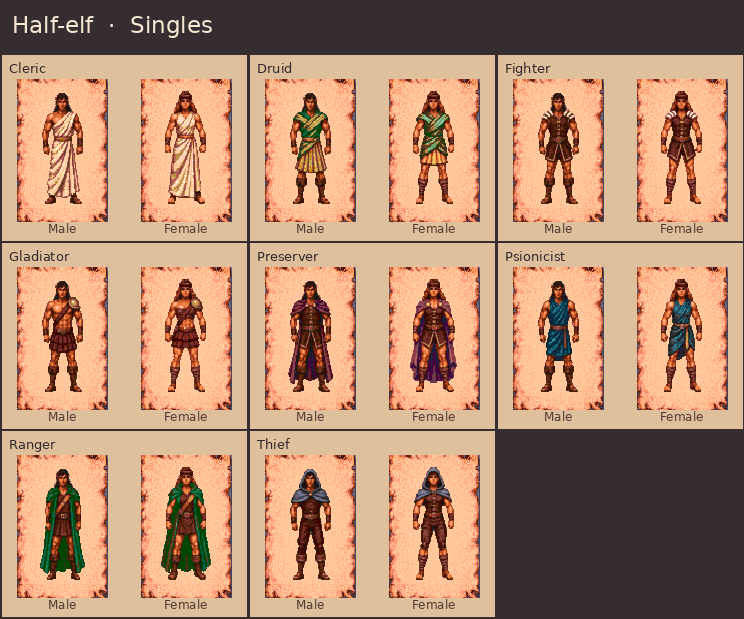 Half-elf · Singles
Cleric
Male Female
Druid
Male Female
Fighter
Male Female
Gladiator
Male Female
Preserver
Male Female
Psionicist
Male Female
Ranger
Male Female
Thief
Male Female